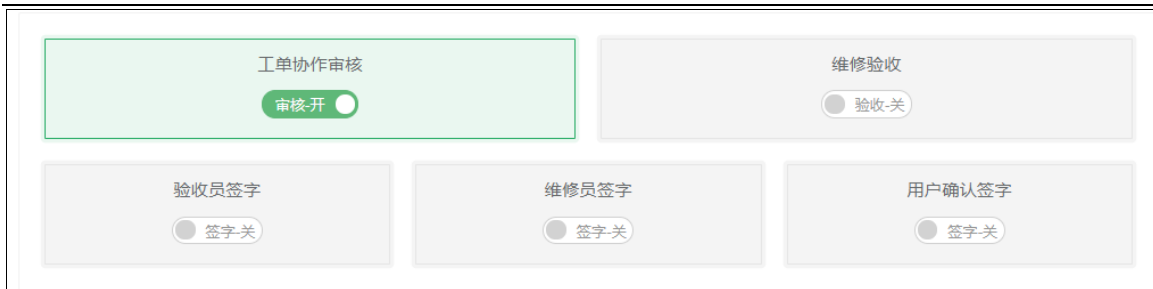 工单协作审核
维修验收
审核-开
验收-关
验收员签字
维修员签字
用户确认签字
签字-关
签字-关
签字-关